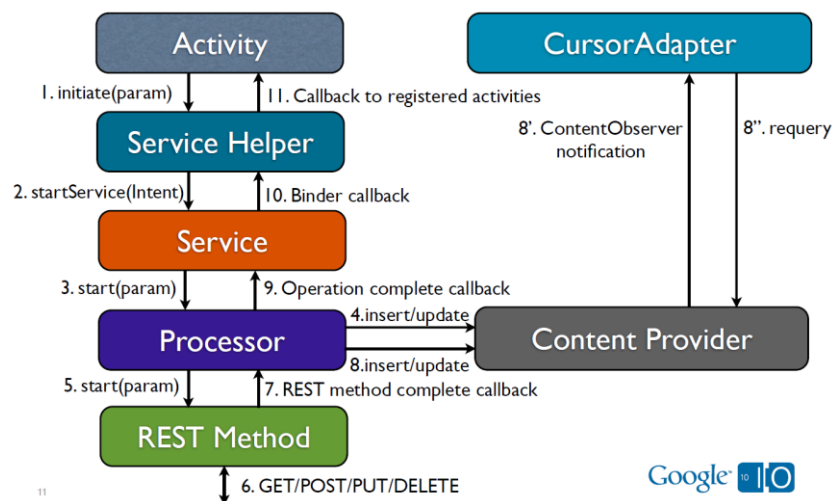 Activity
CursorAdapter
1. initiate(param)
11. Callback to registered activities
Service Helper
8'. ContentObserver
notification
8”. requery
2. startService(Intent)
10. Binder callback
Service
3. start(param)
9. Operation complete callback
4.insert/update
Processor
Content Provider
8.insert/update
5. start(param)
7. REST method complete callback
REST Method
6. GET/POST/PUT/DELETE
11
Google 10 IO